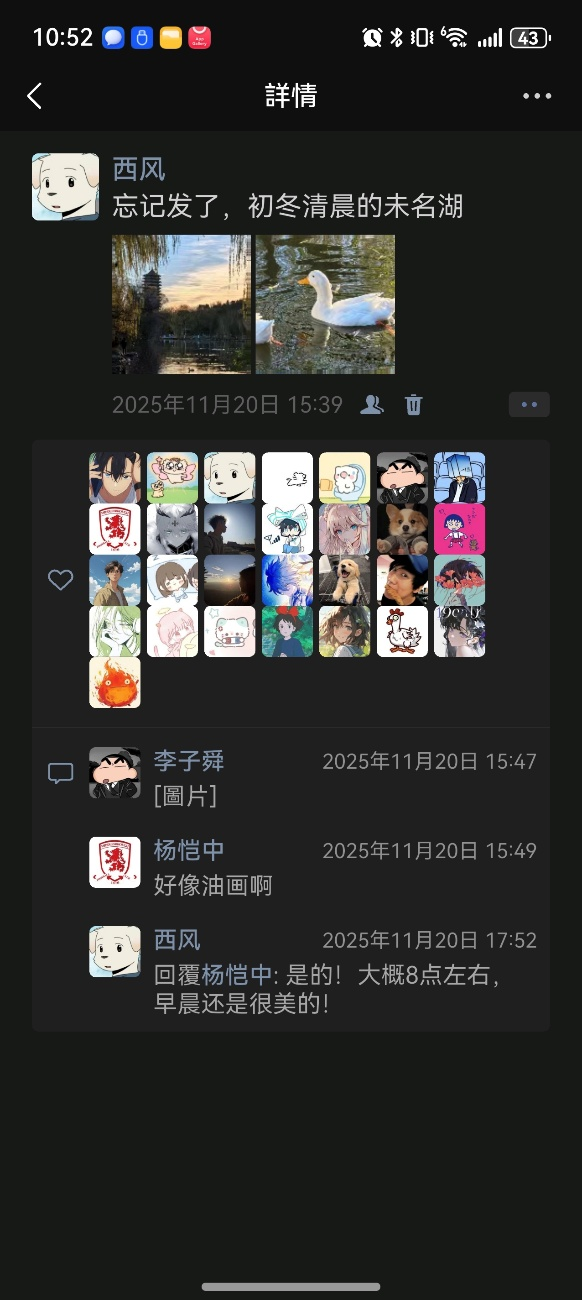 10:52
6
43
詳情
西风
忘记发了，初冬清晨的未名湖
2025年11月20日 15:39
李子舜
2025年11月20日 15:47
[圖片]
杨恺中
2025年11月20日 15:49
好像油画啊
西风
2025年11月20日 17:52
回覆杨恺中: 是的！大概8点左右，
早晨还是很美的！